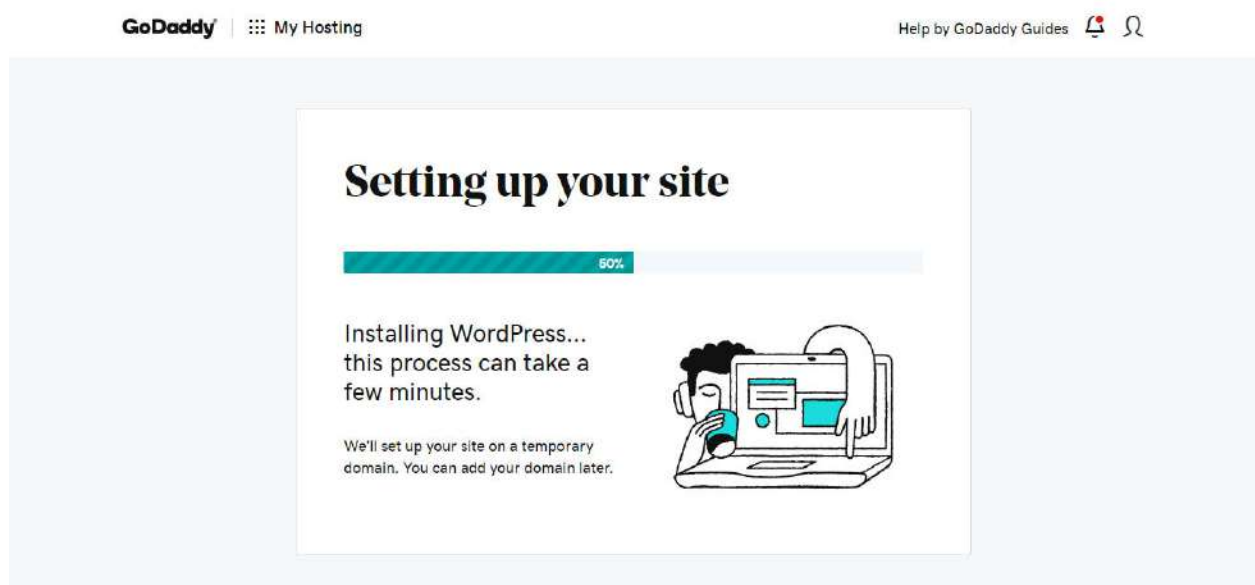 GoDaddy My Hosting Help by GoDaddy Guides
Setting up your site
50%
Installing WordPress...
this process can take a
few minutes.
We'll set up your site on a temporary
domain. You can add your domain later.